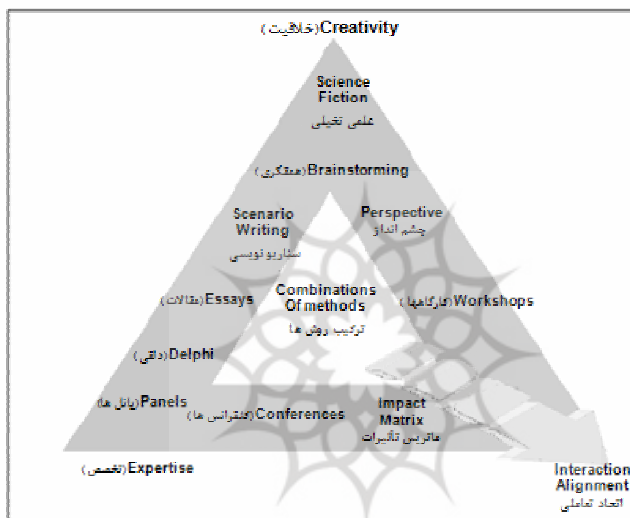 (خلاقیت)Creativity
Science
Fiction
علمی تخیلی
(همفکری)Brainstorming
Scenario
Writing
سناریو نویسی
Perspective
چشم انداز
Combinations
Of methods
ترکیب روش ها
(مقالات)Essays
(کارگاهها)Workshops
(دلفی)Delphi
(پانل ها)Panels
(کنفرانس ها)Conferences
Impact
Matrix
ماتریس تأثیرات
(تخصص)Expertise
Interaction
Alignment
اتحاد تعاملی